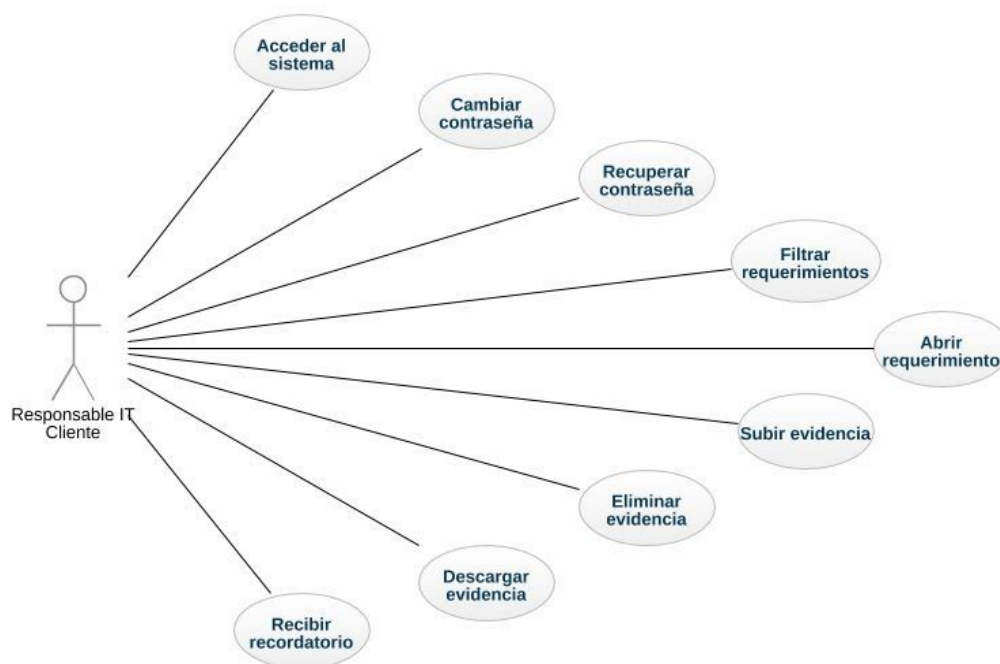 Acceder al
sistema
Cambiar
contraseña
Recuperar
contraseña
Filtrar
requerimientos
Abrir
requerimiento
Responsable IT
Cliente
Subir evidencia
Eliminar
evidencia
Descargar
evidencia
Recibir
recordatorio